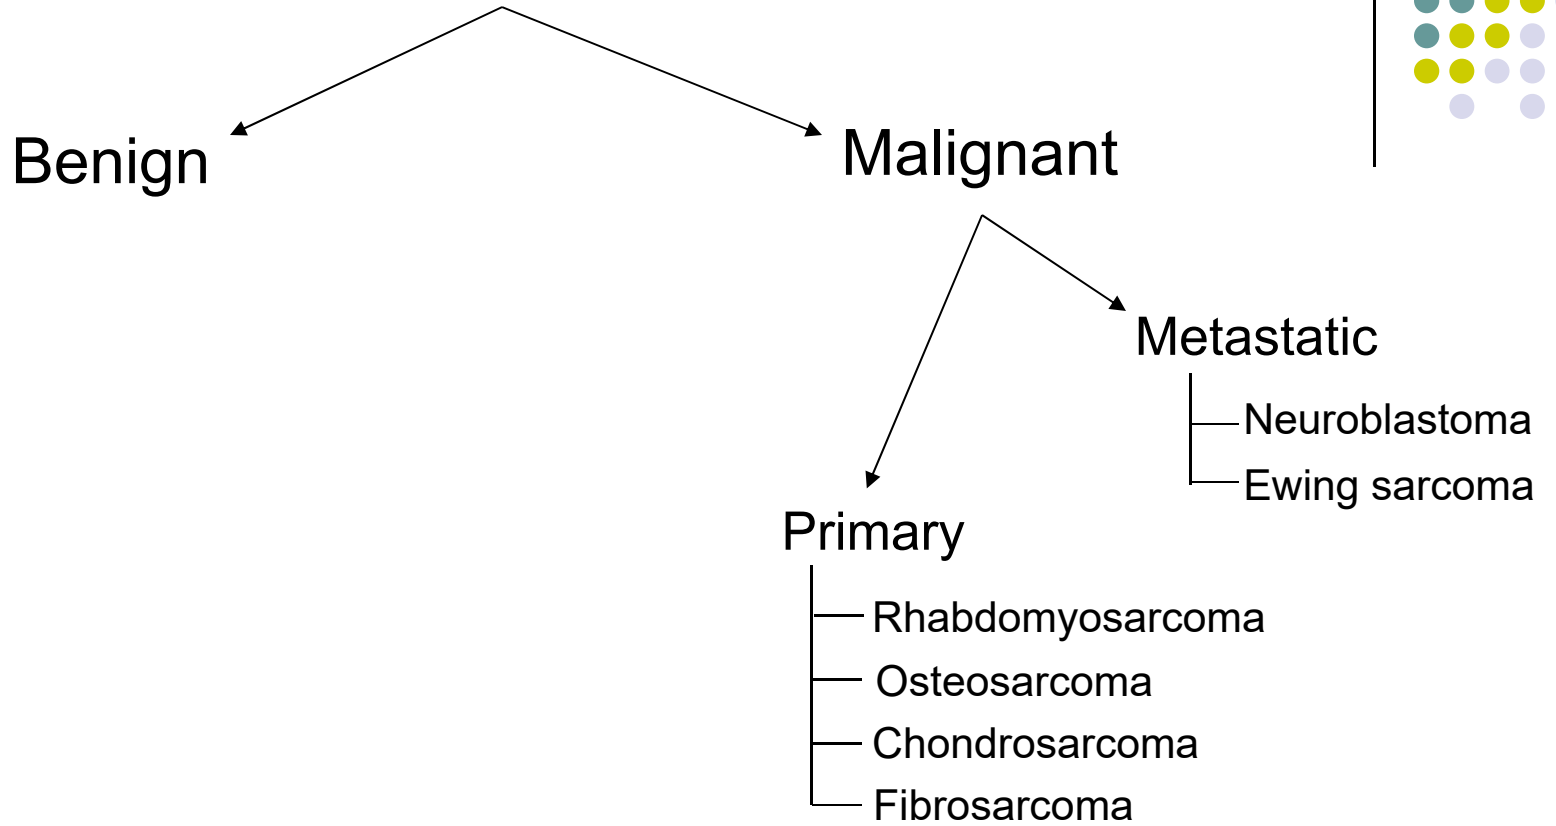 Benign
Malignant
Metastatic
Neuroblastoma
Ewing sarcoma
Primary
Rhabdomyosarcoma
Osteosarcoma
Chondrosarcoma
Fibrosarcoma